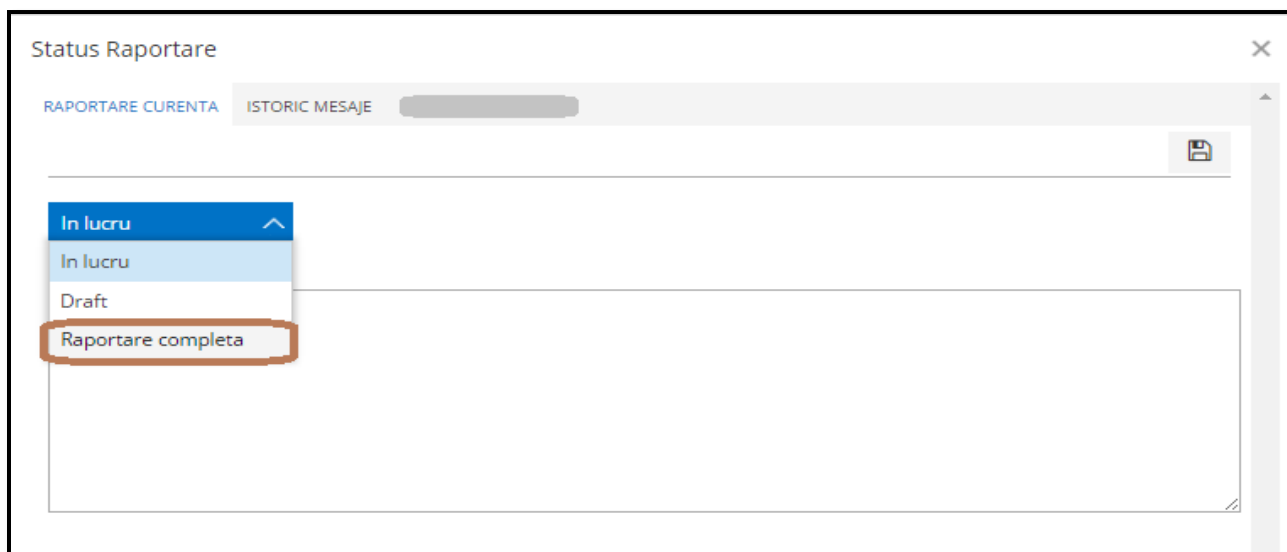 Status Raportare
RAPORTARE CURENTA ISTORIC MESAJE
In lucru
In lucru
Draft
Raportare completa